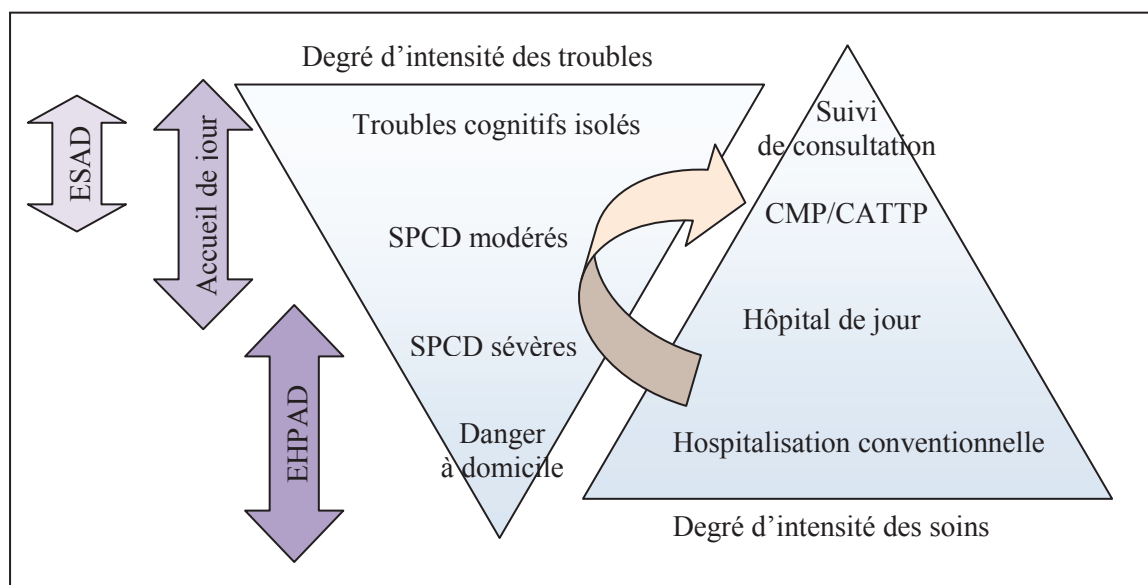 Degré d’intensité des troubles
ESAD
Accueil de jour
EHPAD
Troubles cognitifs isolés
SPCD modérés
SPCD sévères
Danger
à domicile
Suivi
de consultation
CMP/CATTP
Hôpital de jour
Hospitalisation conventionnelle
Degré d’intensité des soins